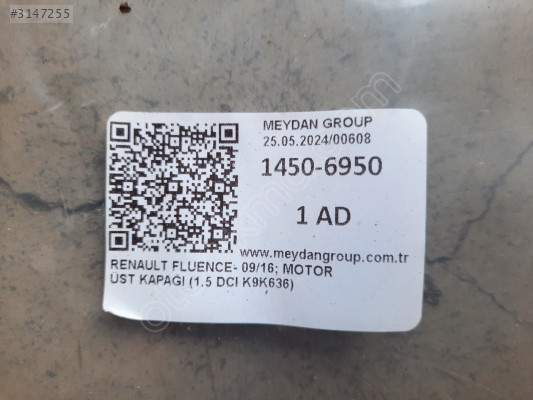 #3147255
MEYDAN GROUP
25.05.2024/00608
1450-6950
1 AD
www.meydangroup.com.tr
RENAULT FLUENCE- 09/16; MOTOR
ÜST KAPAGI (1.5 DCI K9K636)